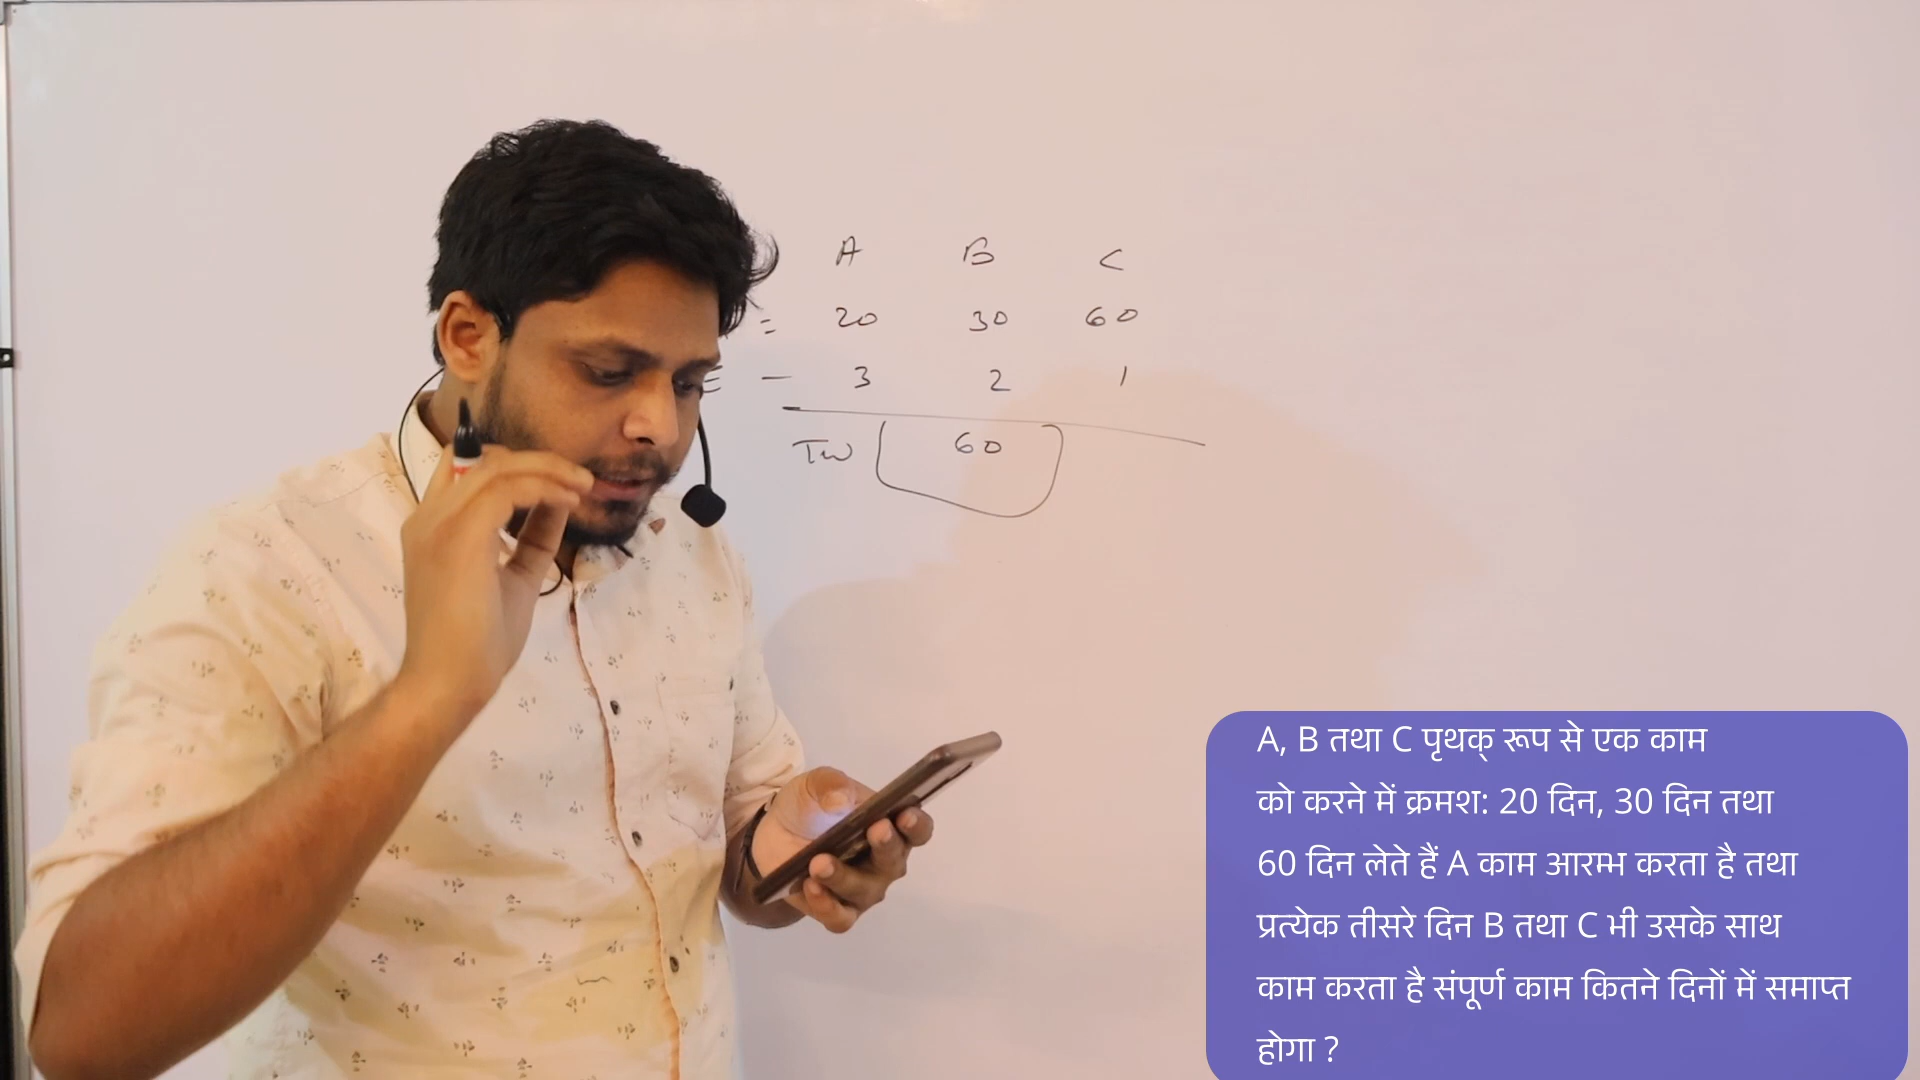 A B C
= 20 30 60
E - 3 2 1
TW 60
A, B तथा C पृथक् रूप से एक काम
को करने में क्रमश: 20 दिन, 30 दिन तथा
60 दिन लेते हैं A काम आरम्भ करता है तथा
प्रत्येक तीसरे दिन B तथा C भी उसके साथ
काम करता है संपूर्ण काम कितने दिनों में समाप्त
होगा ?